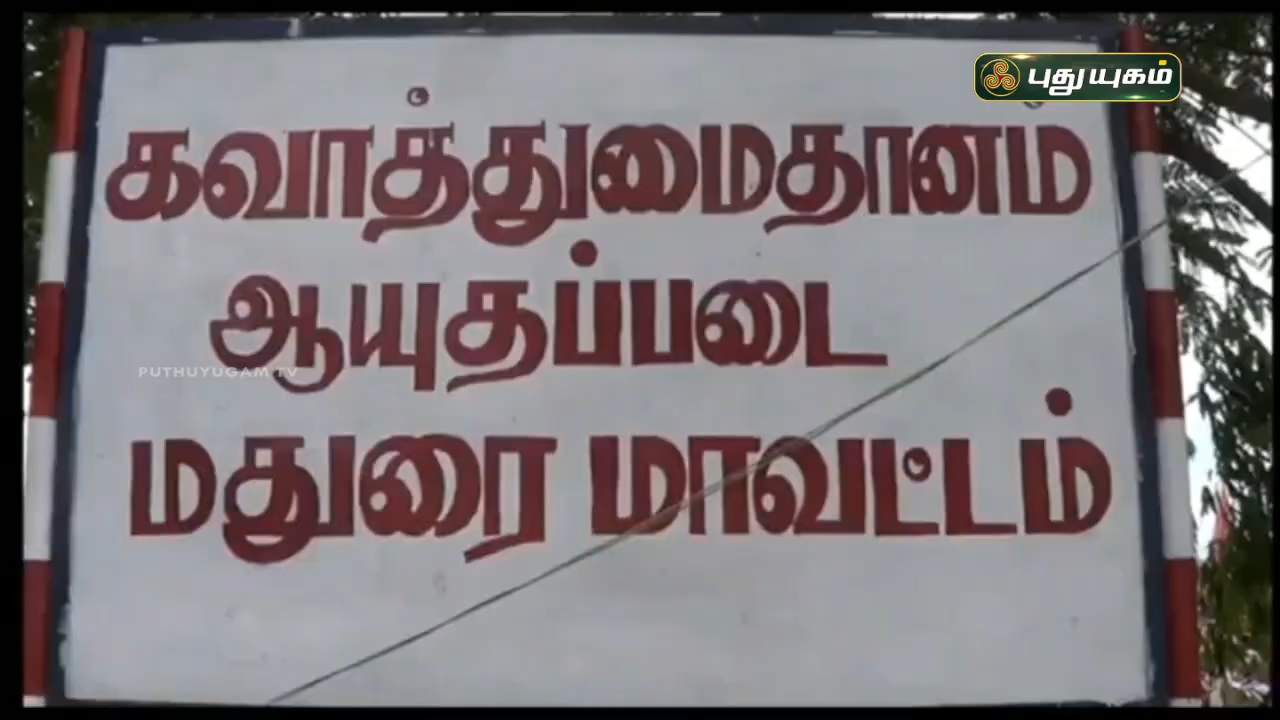 புதுயுகம்
கவாத்துமைதானம்
ஆயுதப்படை
PUTHUYUGAM TV
மதுரை மாவட்டம்